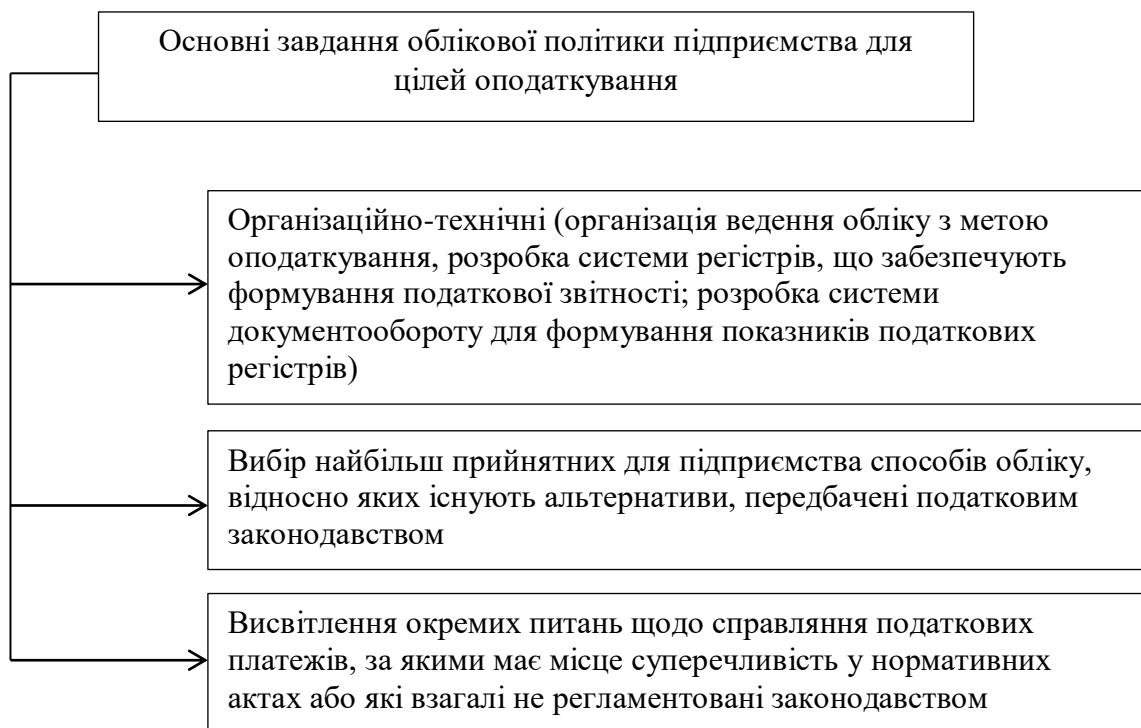 Основні завдання облікової політики підприємства для
цілей оподаткування
Організаційно-технічні (організація ведення обліку з метою
оподаткування, розробка системи регістрів, що забезпечують
формування податкової звітності; розробка системи
документообороту для формування показників податкових
регістрів)
Вибір найбільш прийнятних для підприємства способів обліку,
відносно яких існують альтернативи, передбачені податковим
законодавством
Висвітлення окремих питань щодо справляння податкових
платежів, за якими має місце суперечливість у нормативних
актах або які взагалі не регламентовані законодавством